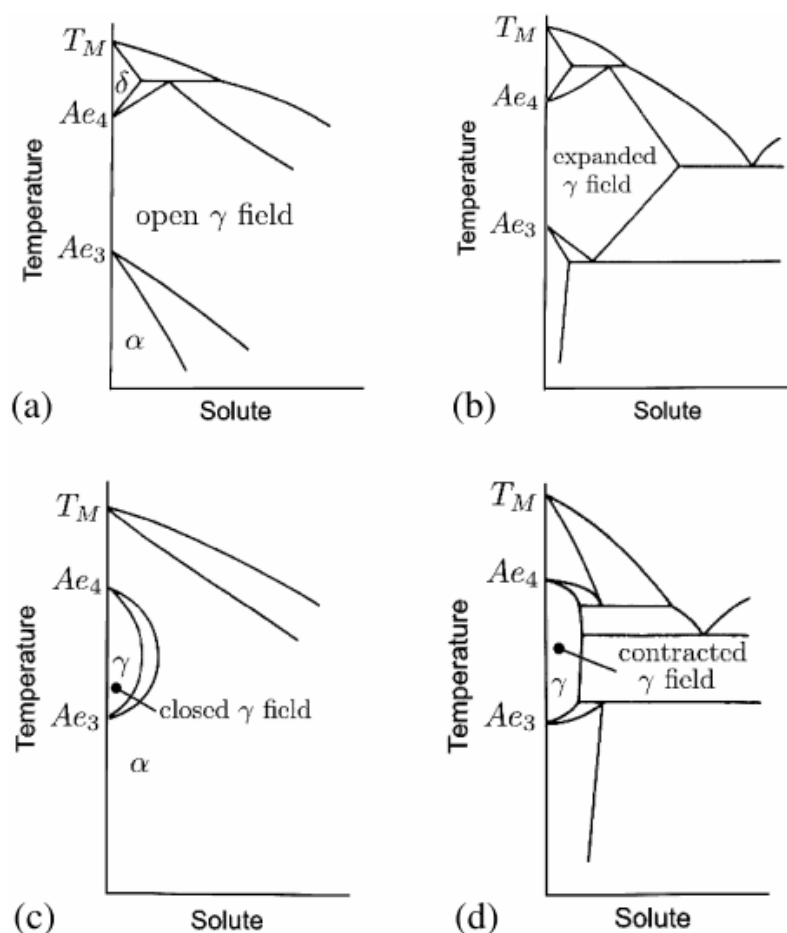 T_M
δ
Ae_4
open γ field
Ae_3
α
Temperature
Solute
(a)
T_M
Ae_4
expanded
γ field
Ae_3
Temperature
Solute
(b)
T_M
Ae_4
γ
closed γ field
Ae_3
α
Temperature
Solute
(c)
T_M
Ae_4
contracted
γ field
γ
Ae_3
Temperature
Solute
(d)